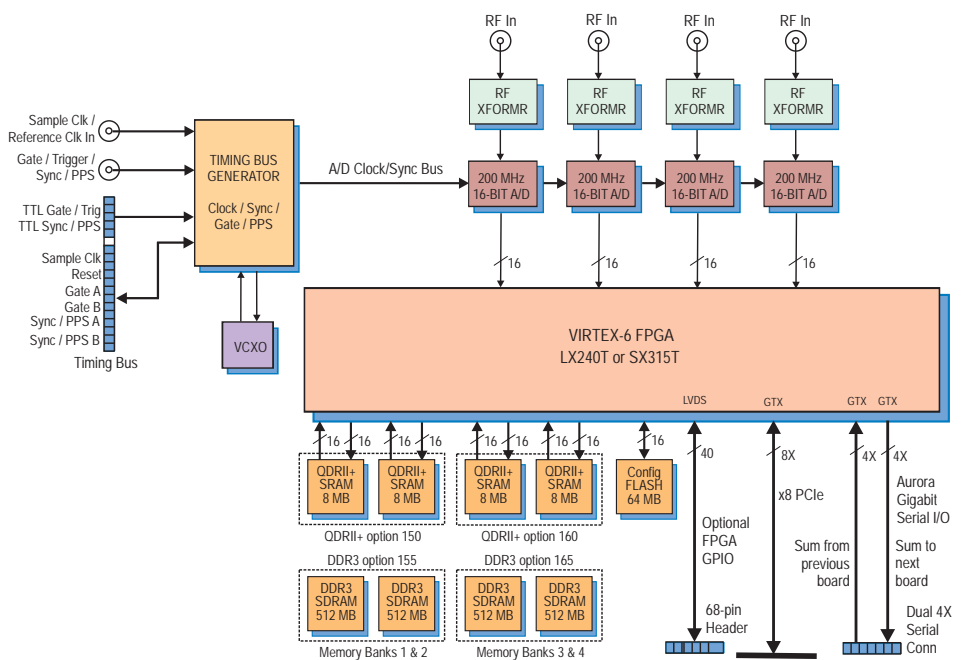 RF In
RF In
RF In
RF In
RF
XFORMR
RF
XFORMR
RF
XFORMR
RF
XFORMR
Sample Clk /
Reference Clk In
Gate / Trigger /
Sync / PPS
TTL Gate / Trig
TTL Sync / PPS
Sample Clk
Reset
Gate A
Gate B
Sync / PPS A
Sync / PPS B
Timing Bus
TIMING BUS
GENERATOR
Clock / Sync /
Gate / PPS
VCXO
A/D Clock/Sync Bus
200 MHz
16-BIT A/D
200 MHz
16-BIT A/D
200 MHz
16-BIT A/D
200 MHz
16-BIT A/D
16
16
16
16
VIRTEX-6 FPGA
LX240T or SX315T
LVDS
GTX
GTX
GTX
16
16
16
16
16
16
16
16
16
40
8X
4X
4X
QDRII+
SRAM
8 MB
QDRII+
SRAM
8 MB
QDRII+
SRAM
8 MB
QDRII+
SRAM
8 MB
Config
FLASH
64 MB
QDRII+ option 150
QDRII+ option 160
DDR3 option 155
DDR3 option 165
DDR3
SDRAM
512 MB
DDR3
SDRAM
512 MB
DDR3
SDRAM
512 MB
DDR3
SDRAM
512 MB
Memory Banks 1 & 2
Memory Banks 3 & 4
Optional
FPGA
GPIO
68-pin
Header
x8 PCIe
Sum from
previous
board
Aurora
Gigabit
Serial I/O
Sum to
next
board
Dual 4X
Serial
Conn